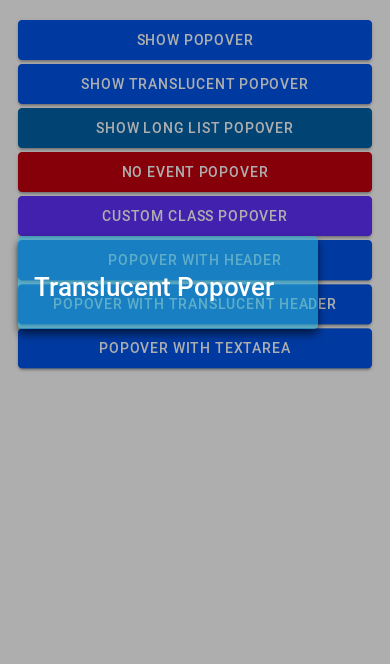 SHOW POPOVER
SHOW TRANSLUCENT POPOVER
SHOW LONG LIST POPOVER
NO EVENT POPOVER
CUSTOM CLASS POPOVER
POPOVER WITH HEADER
Translucent Popover
POPOVER WITH TRANSLUCENT HEADER
POPOVER WITH TEXTAREA